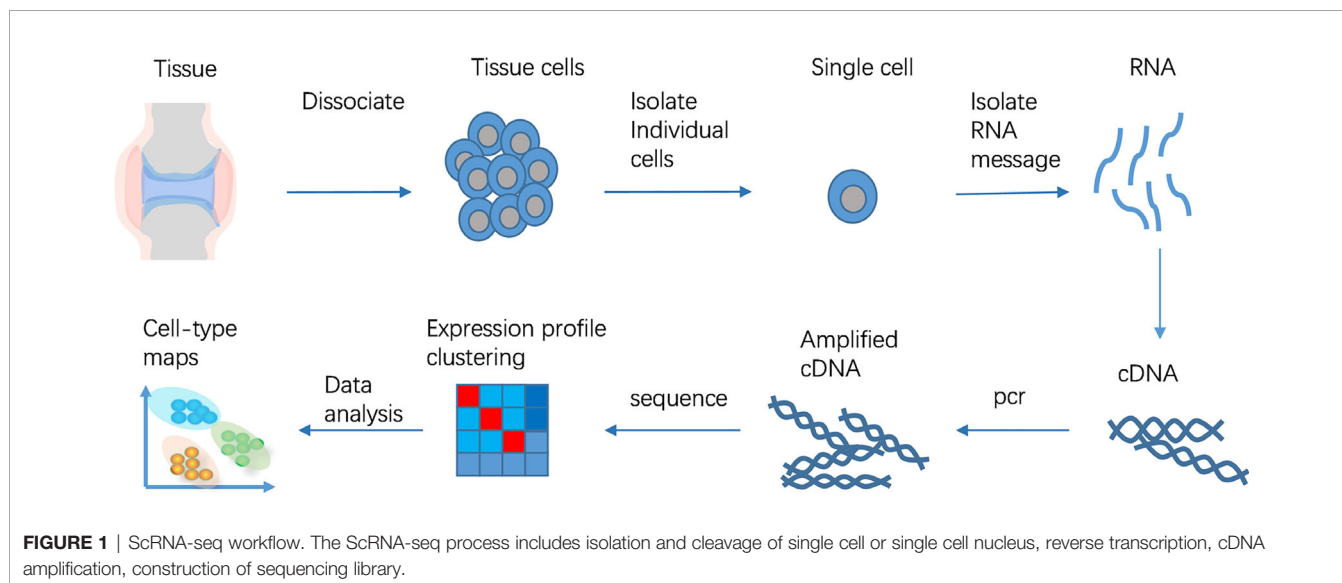 Tissue
Dissociate
Tissue cells
Isolate
Individual
cells
Single cell
Isolate
RNA
message
RNA
Cell-type
maps
Data
analysis
Expression profile
clustering
sequence
Amplified
cDNA
pcr
cDNA
FIGURE 1 | ScRNA-seq workflow. The ScRNA-seq process includes isolation and cleavage of single cell or single cell nucleus, reverse transcription, cDNA
amplification, construction of sequencing library.